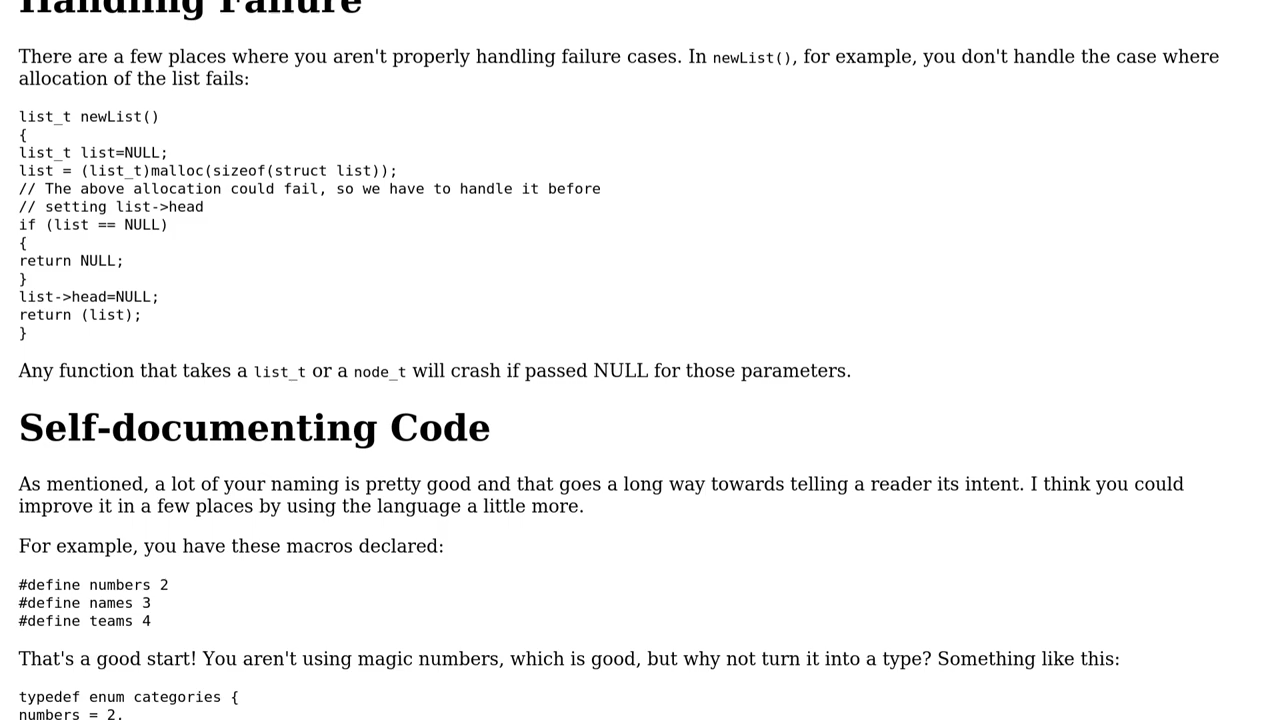 Handling Failure
There are a few places where you aren't properly handling failure cases. In newList(), for example, you don't handle the case where
allocation of the list fails:
list_t newList()
{
list_t list=NULL;
list = (list_t)malloc(sizeof(struct list));
// The above allocation could fail, so we have to handle it before
// setting list->head
if (list == NULL)
{
return NULL;
}
list->head=NULL;
return (list);
}
Any function that takes a list_t or a node_t will crash if passed NULL for those parameters.
Self-documenting Code
As mentioned, a lot of your naming is pretty good and that goes a long way towards telling a reader its intent. I think you could
improve it in a few places by using the language a little more.
For example, you have these macros declared:
#define numbers 2
#define names 3
#define teams 4
That's a good start! You aren't using magic numbers, which is good, but why not turn it into a type? Something like this:
typedef enum categories {
numbers = 2,